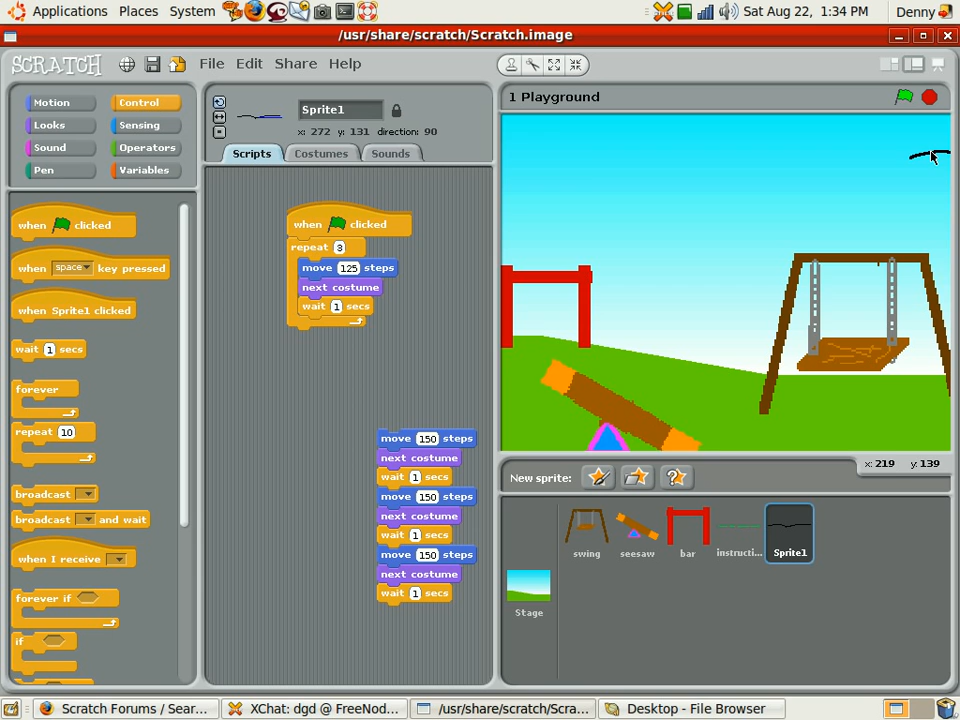 Applications Places System Sat Aug 22, 1:34 PM Denny
/usr/share/scratch/Scratch.image
SCRATCH File Edit Share Help
Motion Control
Looks Sensing
Sound Operators
Pen Variables
Sprite1
x: 272 y: 131 direction: 90
Scripts Costumes Sounds
when clicked
when space key pressed
when Sprite1 clicked
wait 1 secs
forever
repeat 10
broadcast
broadcast and wait
when I receive
forever if
if
when clicked
repeat 3
move 125 steps
next costume
wait 1 secs
move 150 steps
next costume
wait 1 secs
move 150 steps
next costume
wait 1 secs
move 150 steps
next costume
wait 1 secs
1 Playground
x: 219 y: 139
New sprite:
swing seesaw bar instructi... Sprite1
Stage
Scratch Forums / Sear... XChat: dgd @ FreeNod... /usr/share/scratch/Scra... Desktop - File Browser